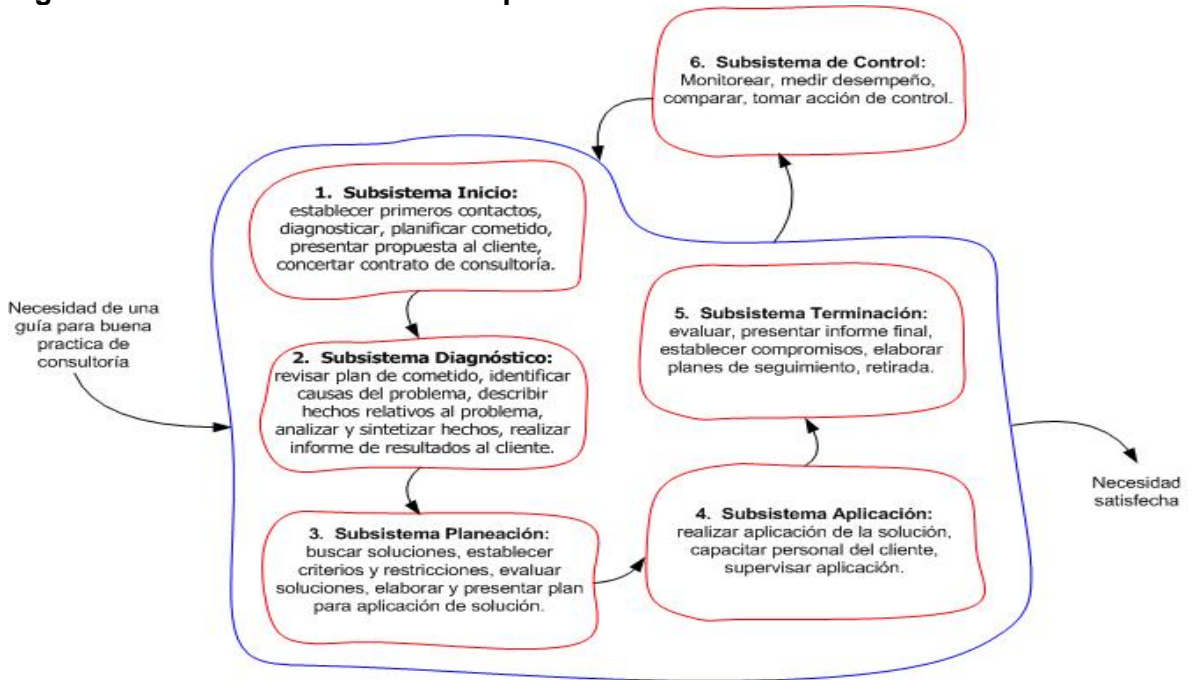 6. Subsistema de Control:
Monitorear, medir desempeño,
comparar, tomar acción de control.
1. Subsistema Inicio:
establecer primeros contactos,
diagnosticar, planificar cometido,
presentar propuesta al cliente,
concertar contrato de consultoría.
Necesidad de una
guía para buena
practica de
consultoría
2. Subsistema Diagnóstico:
revisar plan de cometido, identificar
causas del problema, describir
hechos relativos al problema,
analizar y sintetizar hechos, realizar
informe de resultados al cliente.
3. Subsistema Planeación:
buscar soluciones, establecer
criterios y restricciones, evaluar
soluciones, elaborar y presentar plan
para aplicación de solución.
4. Subsistema Aplicación:
realizar aplicación de la solución,
capacitar personal del cliente,
supervisar aplicación.
5. Subsistema Terminación:
evaluar, presentar informe final,
establecer compromisos, elaborar
planes de seguimiento, retirada.
Necesidad
satisfecha